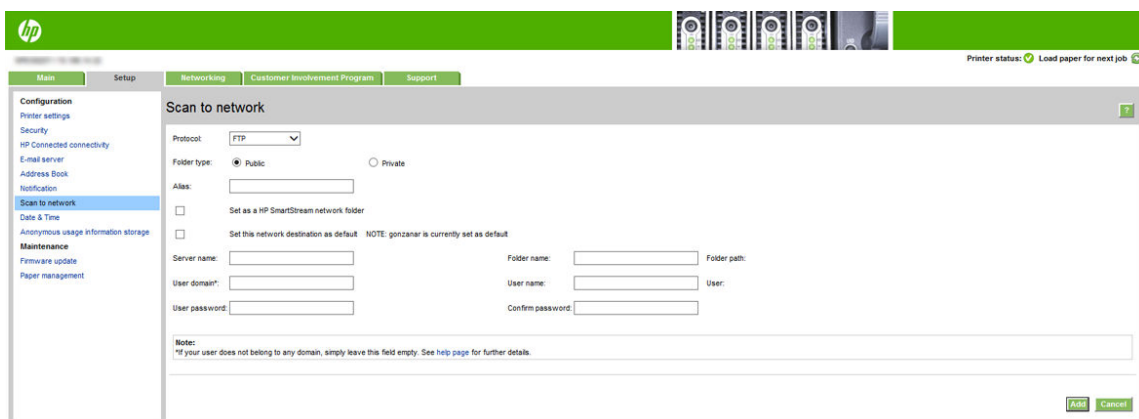 hp
Printer status: Load paper for next job
Main Setup Networking Customer Involvement Program Support
Configuration
Printer settings
Security
HP Connected connectivity
E-mail server
Address Book
Notification
Scan to network
Date & Time
Anonymous usage information storage
Maintenance
Firmware update
Paper management
Scan to network
?
Protocol: FTP
Folder type: Public Private
Alias:
Set as a HP SmartStream network folder
Set this network destination as default NOTE: gonzanar is currently set as default
Server name: Folder name: Folder path:
User domain*: User name: User:
User password: Confirm password:
Note:
*If your user does not belong to any domain, simply leave this field empty. See help page for further details.
Add Cancel